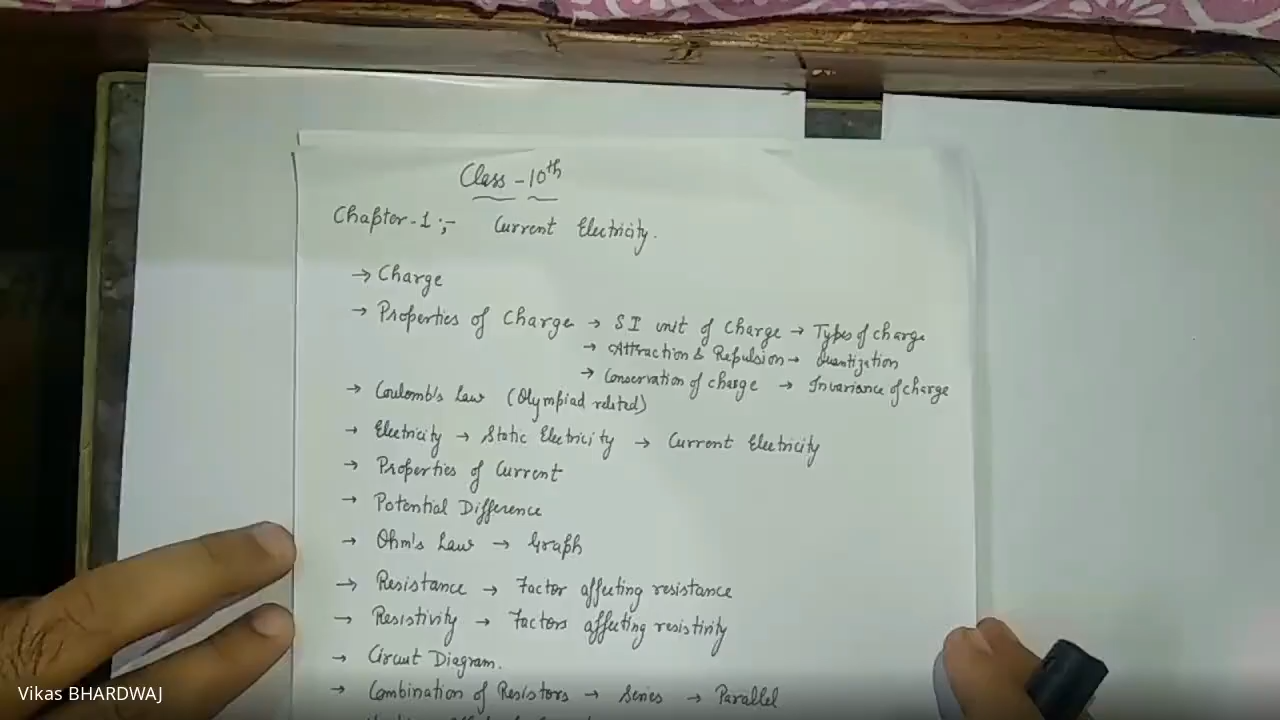 Class - 10th
Chapter-1 :- Current Electricity.
→ Charge
→ Properties of Charge → SI unit of Charge → Types of charge
→ Attraction & Repulsion → Quantization
→ Conservation of charge → Invariance of charge
→ Coulomb's Law (Olympiad related)
→ Electricity → Static Electricity → Current Electricity
→ Properties of Current
→ Potential Difference
→ Ohm's Law → Graph
→ Resistance → Factor affecting resistance
→ Resistivity → Factors affecting resistivity
→ Circuit Diagram.
→ Combination of Resistors → Series → Parallel
Vikas BHARDWAJ